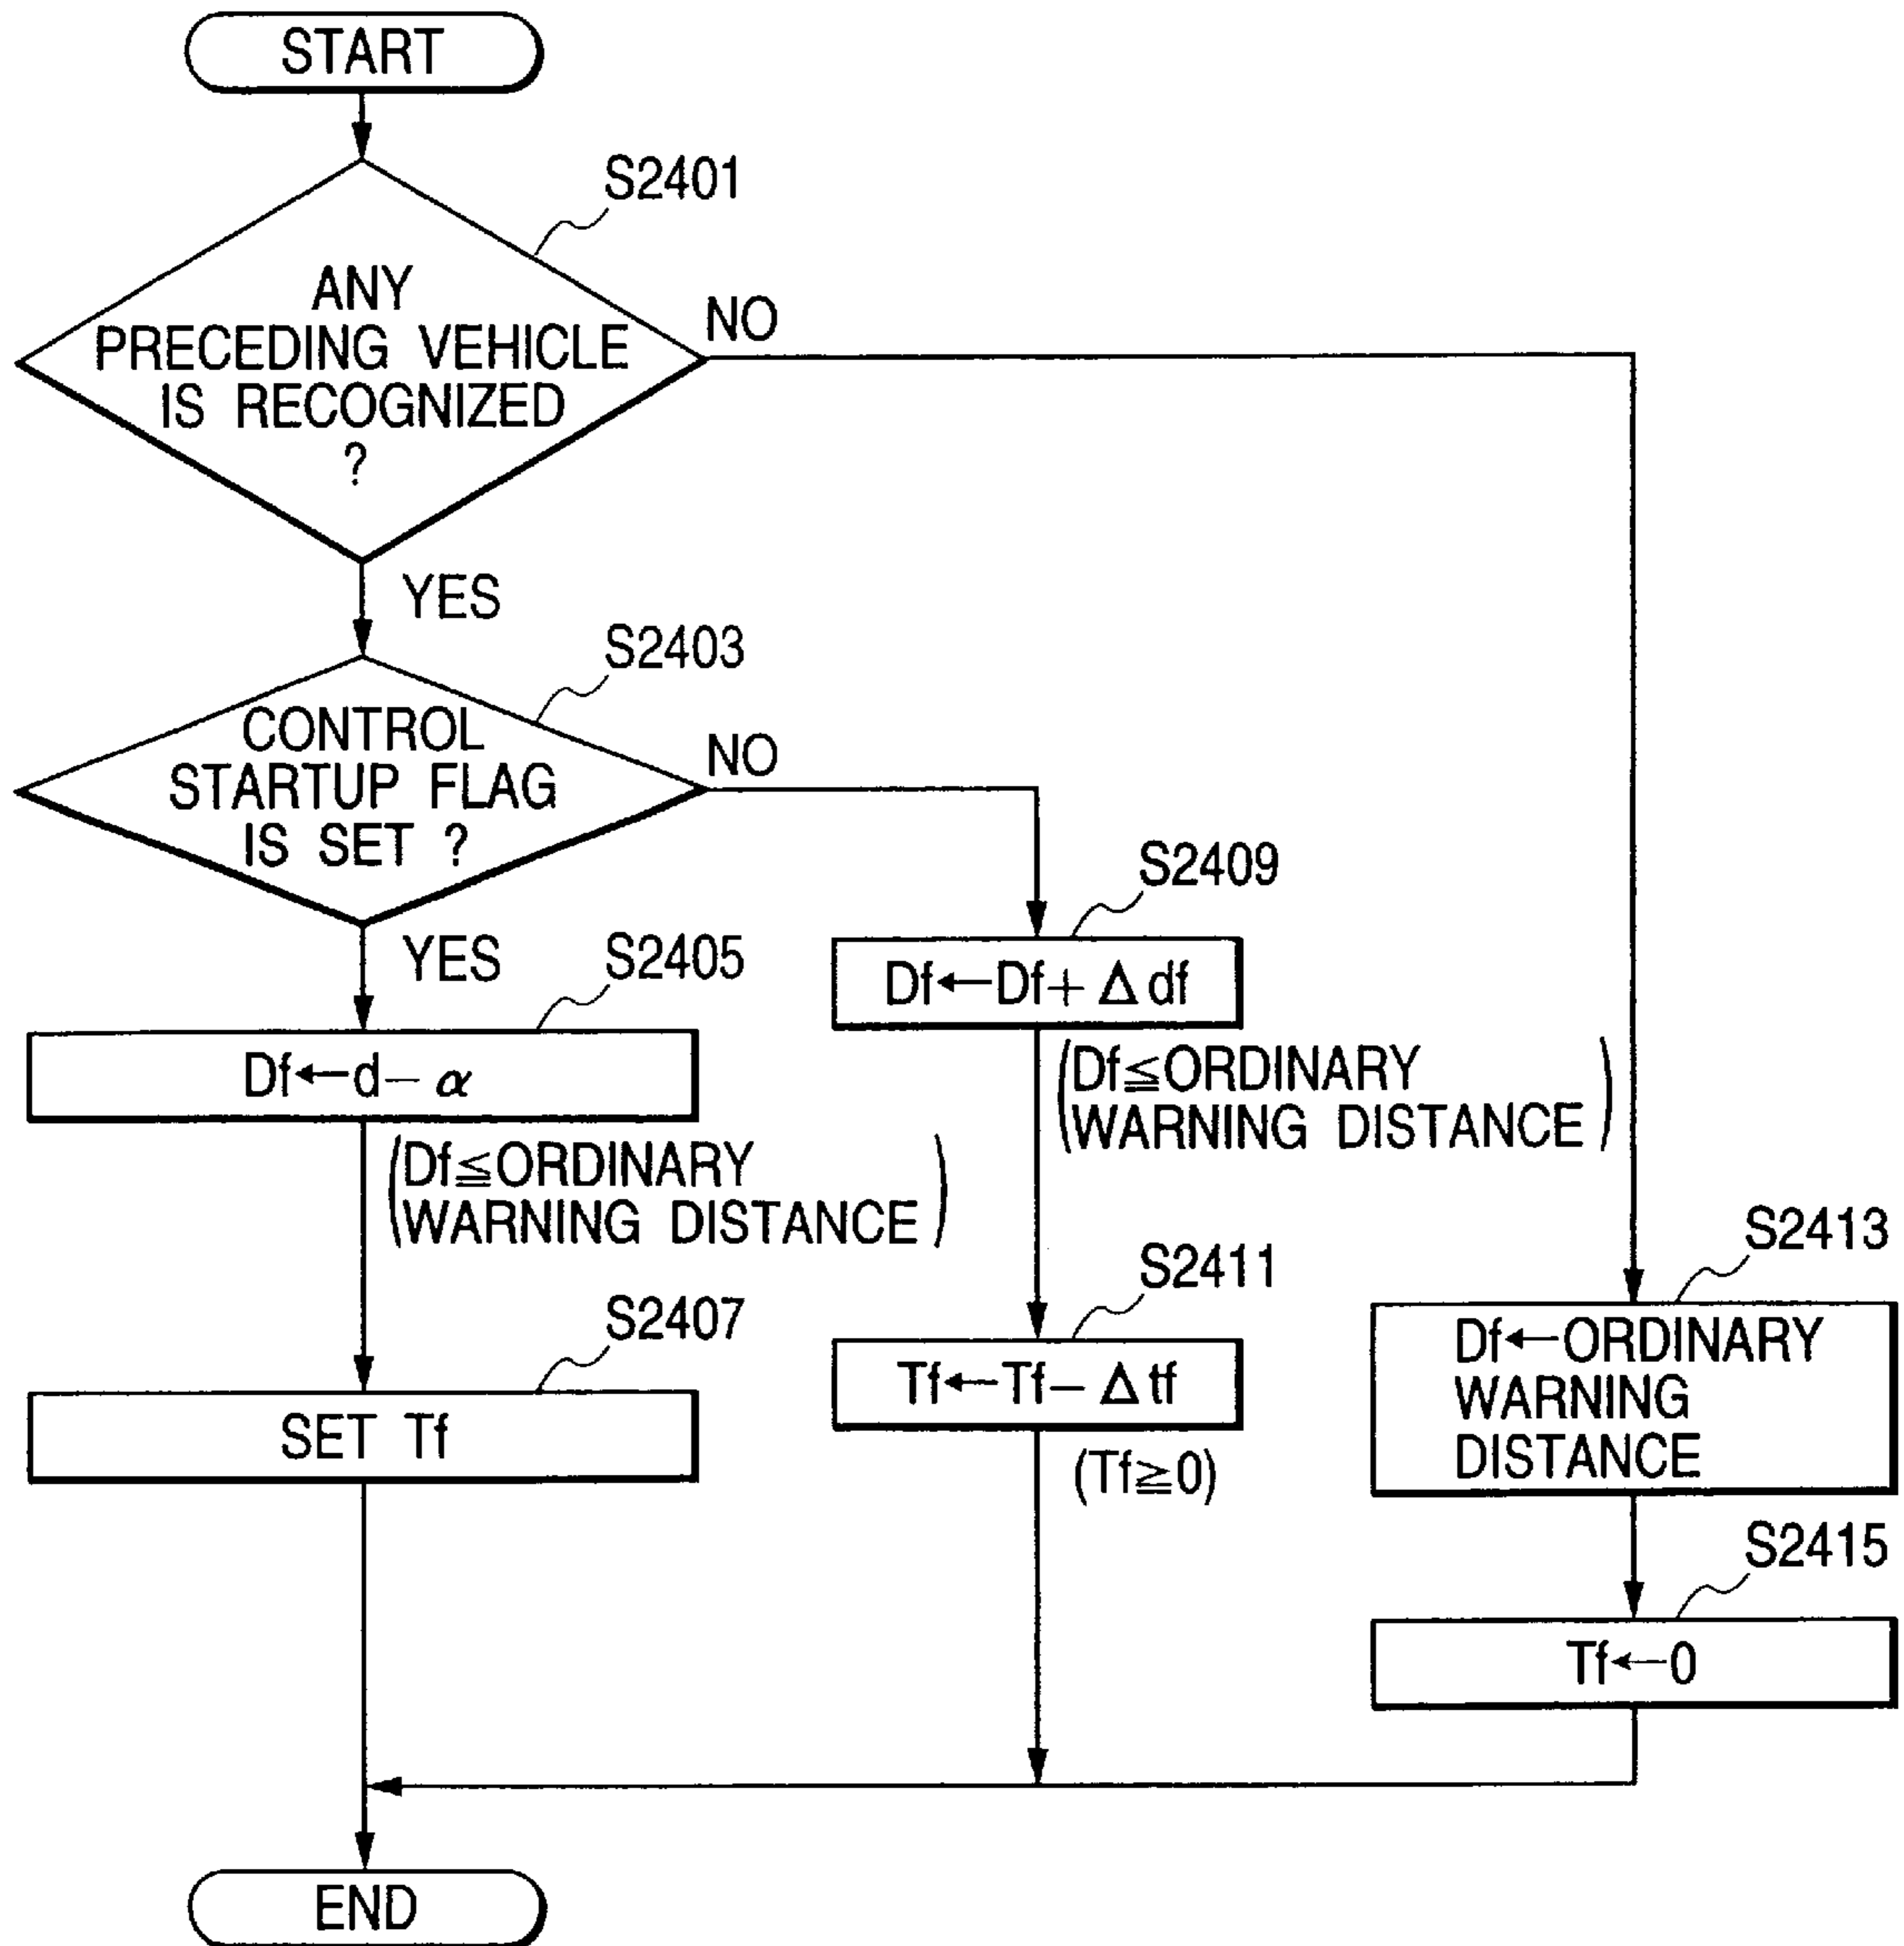 START
S2401
ANY
PRECEDING VEHICLE
IS RECOGNIZED
?
NO
YES
S2403
CONTROL
STARTUP FLAG
IS SET ?
NO
YES
S2405
Df←d−α
(Df≦ORDINARY
WARNING DISTANCE)
S2407
SET Tf
S2409
Df←Df+Δdf
(Df≦ORDINARY
WARNING DISTANCE)
S2411
Tf←Tf−Δtf
(Tf≧0)
S2413
Df←ORDINARY
WARNING
DISTANCE
S2415
Tf←0
END